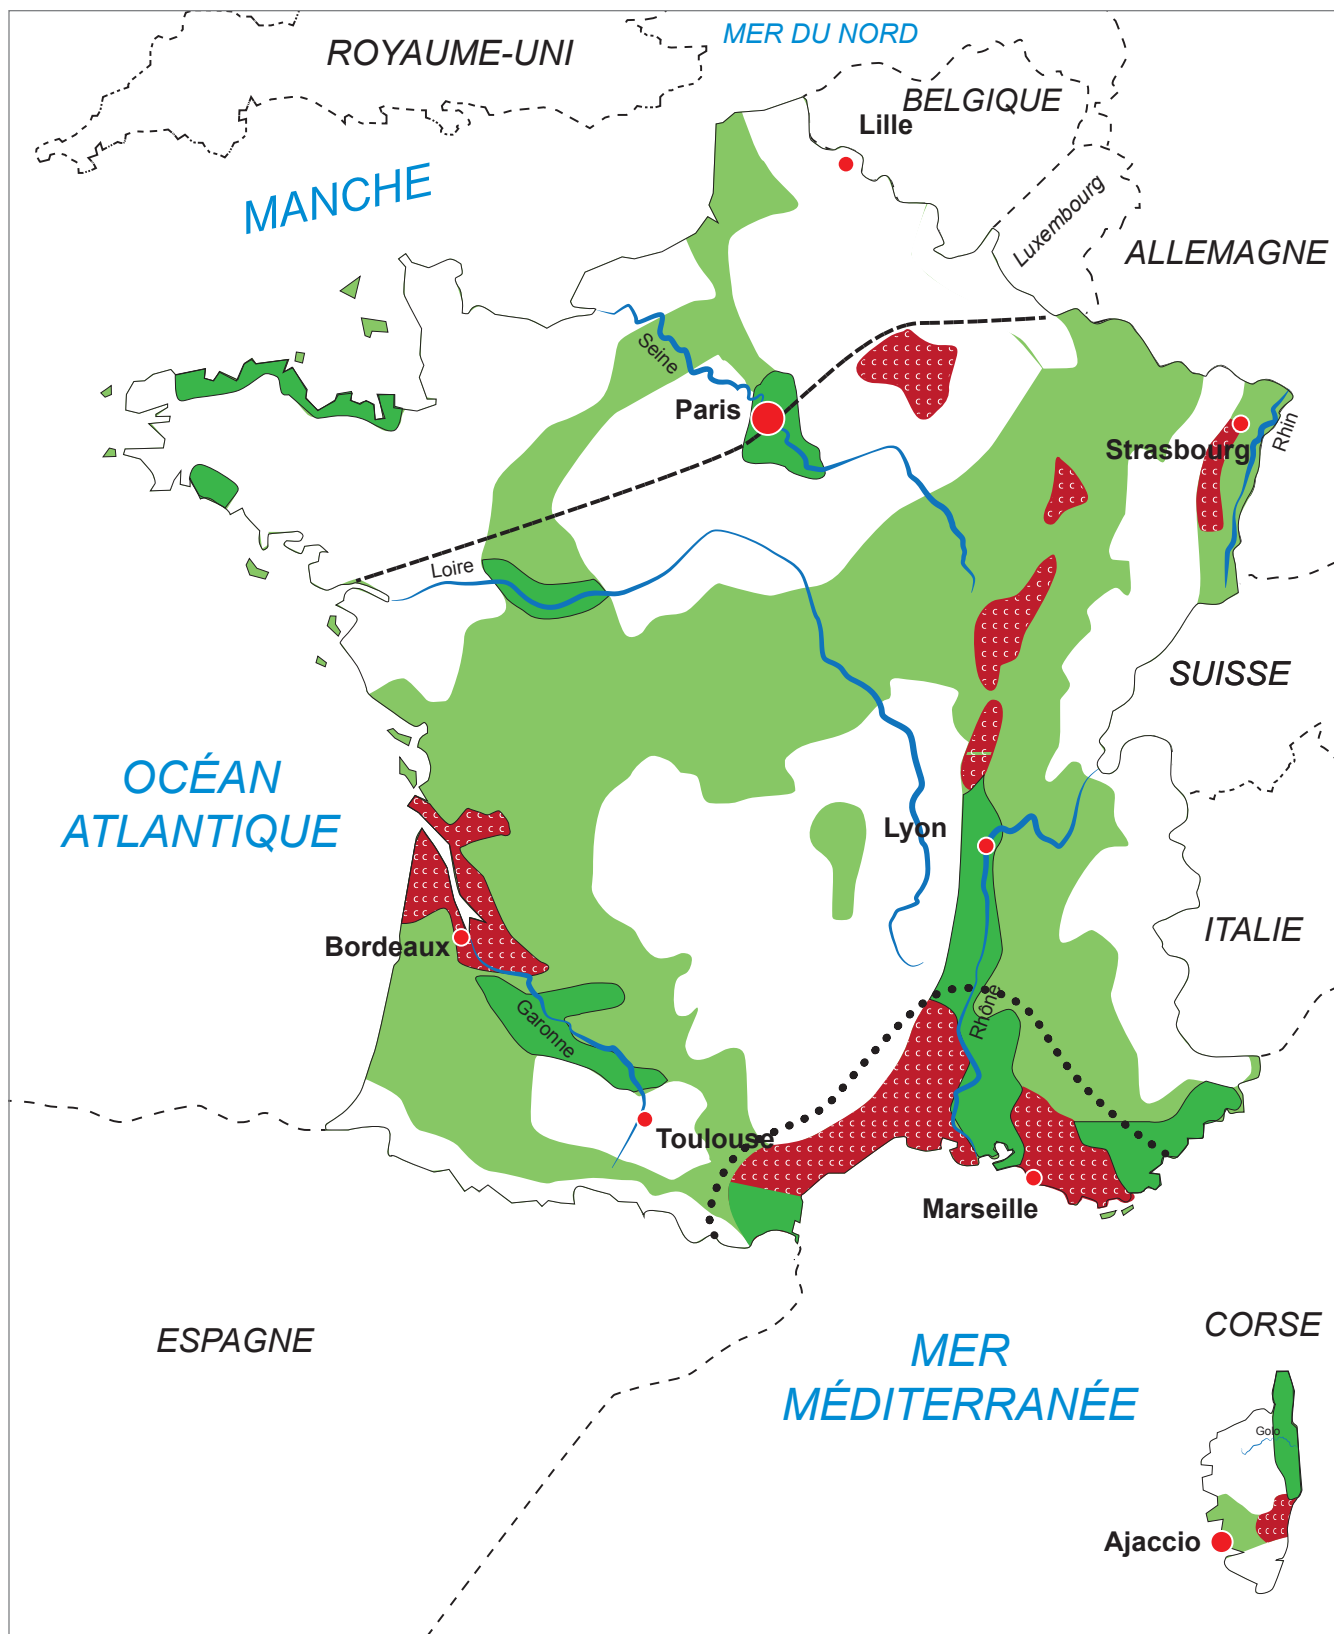 MER DU NORD
ROYAUME-UNI
BELGIQUE
Lille
MANCHE
Luxembourg
ALLEMAGNE
Seine
Paris
Strasbourg
Rhin
Loire
SUISSE
OCÉAN
ATLANTIQUE
Lyon
ITALIE
Bordeaux
Garonne
Rhône
Toulouse
Marseille
ESPAGNE
MER
MÉDITERRANÉE
CORSE
Golo
Ajaccio